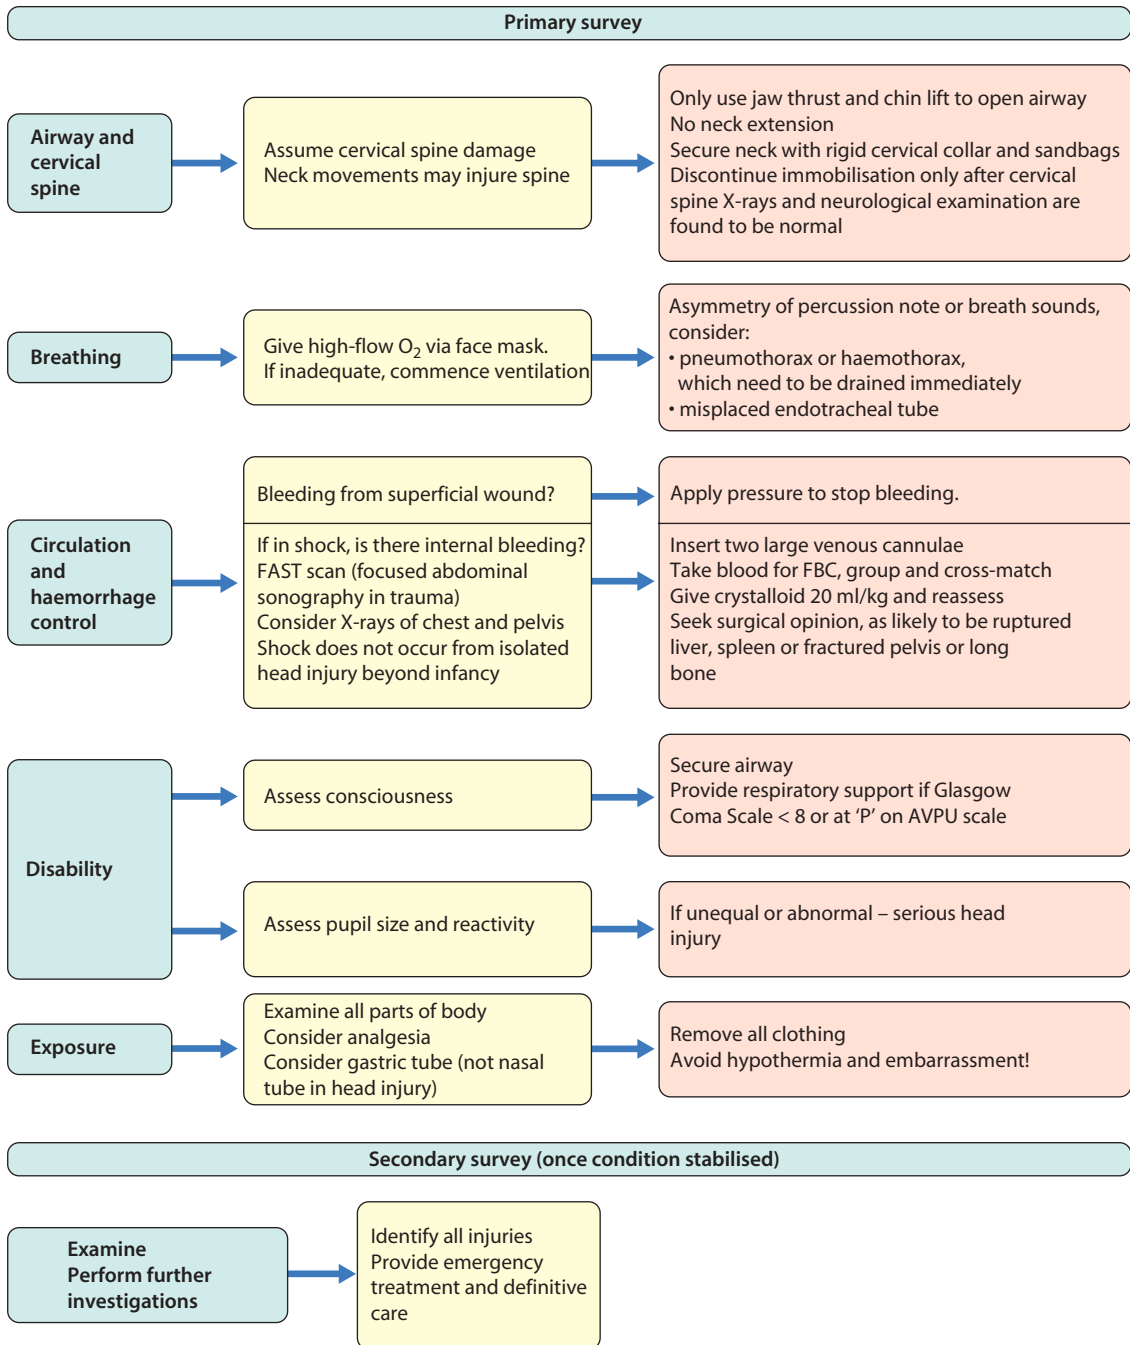 Primary survey
Airway and
cervical
spine
Assume cervical spine damage
Neck movements may injure spine
Only use jaw thrust and chin lift to open airway
No neck extension
Secure neck with rigid cervical collar and sandbags
Discontinue immobilisation only after cervical
spine X-rays and neurological examination are
found to be normal
Breathing
Give high-flow O₂ via face mask.
If inadequate, commence ventilation
Asymmetry of percussion note or breath sounds,
consider:
• pneumothorax or haemothorax,
which need to be drained immediately
• misplaced endotracheal tube
Circulation
and
haemorrhage
control
Bleeding from superficial wound?
Apply pressure to stop bleeding.
If in shock, is there internal bleeding?
FAST scan (focused abdominal
sonography in trauma)
Consider X-rays of chest and pelvis
Shock does not occur from isolated
head injury beyond infancy
Insert two large venous cannulae
Take blood for FBC, group and cross-match
Give crystalloid 20 ml/kg and reassess
Seek surgical opinion, as likely to be ruptured
liver, spleen or fractured pelvis or long
bone
Disability
Assess consciousness
Secure airway
Provide respiratory support if Glasgow
Coma Scale < 8 or at ‘P’ on AVPU scale
Assess pupil size and reactivity
If unequal or abnormal – serious head
injury
Exposure
Examine all parts of body
Consider analgesia
Consider gastric tube (not nasal
tube in head injury)
Remove all clothing
Avoid hypothermia and embarrassment!
Secondary survey (once condition stabilised)
Examine
Perform further
investigations
Identify all injuries
Provide emergency
treatment and definitive
care